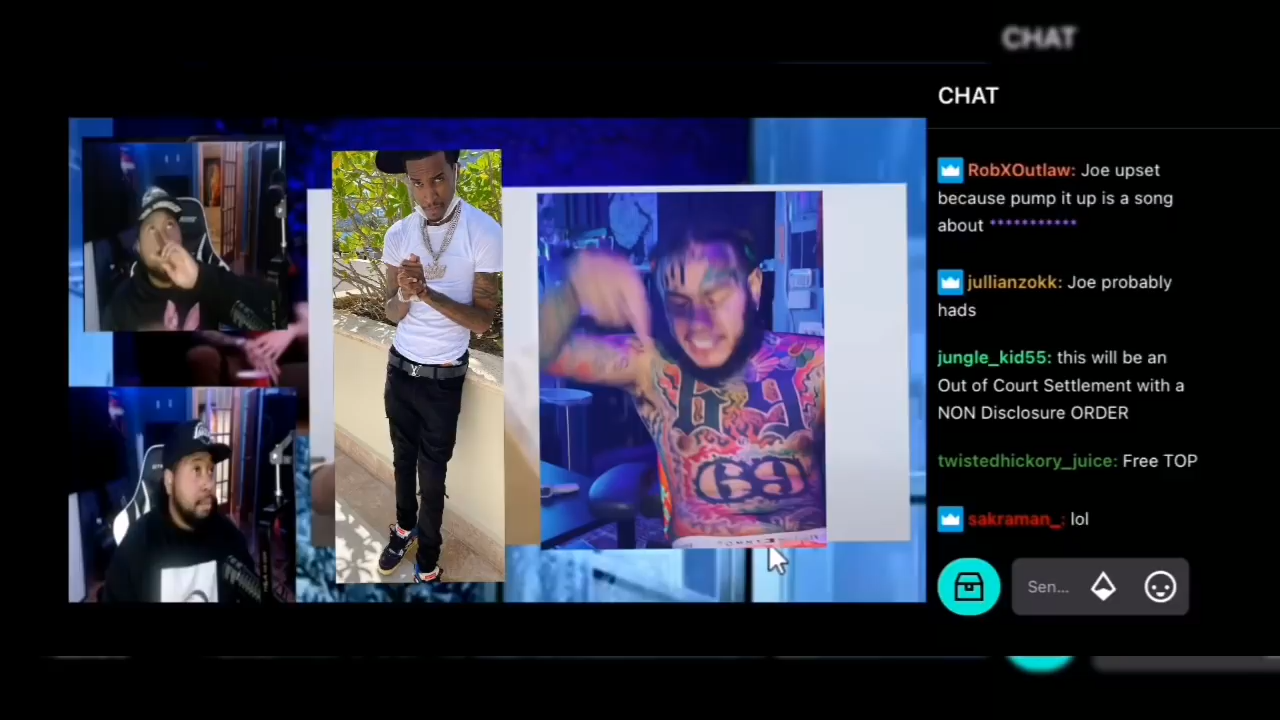 CHAT
CHAT
RobXOutlaw: Joe upset
because pump it up is a song
about ***********
jullianzokk: Joe probably
hads
jungle_kid55: this will be an
Out of Court Settlement with a
NON Disclosure ORDER
twistedhickory_juice: Free TOP
sakraman_: lol
Sen...
69
69